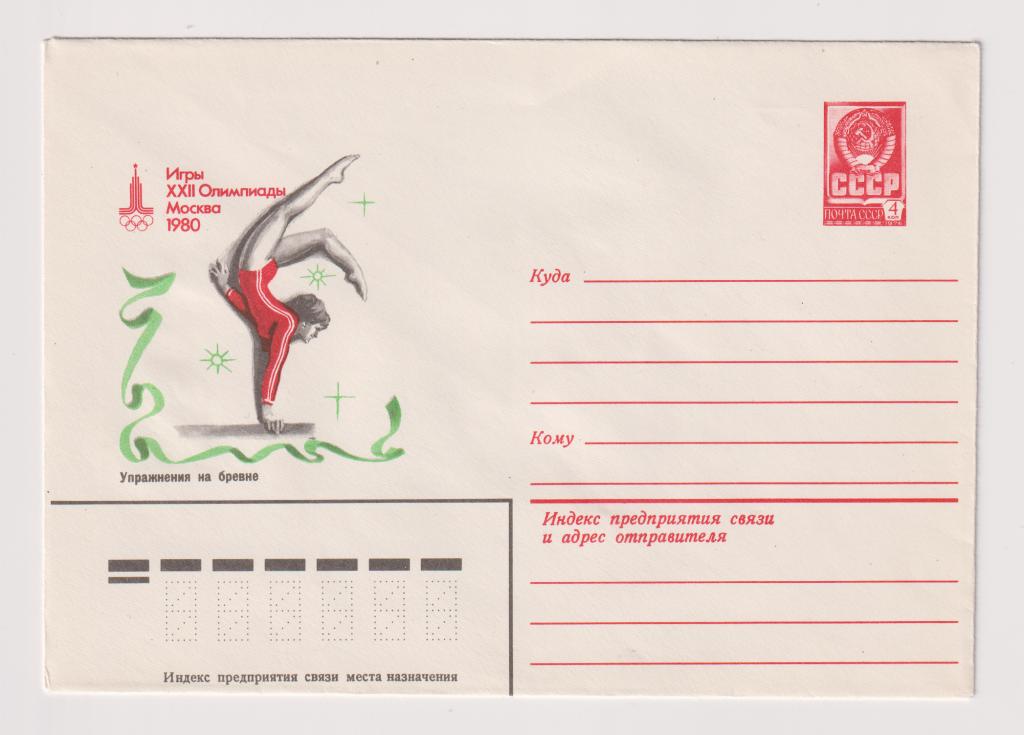 Игры
XXII Олимпиады
Москва
1980
СССР
ПОЧТА СССР
4
КОП
1976
Куда
Кому
Упражнения на бревне
Индекс предприятия связи
и адрес отправителя
Индекс предприятия связи места назначения